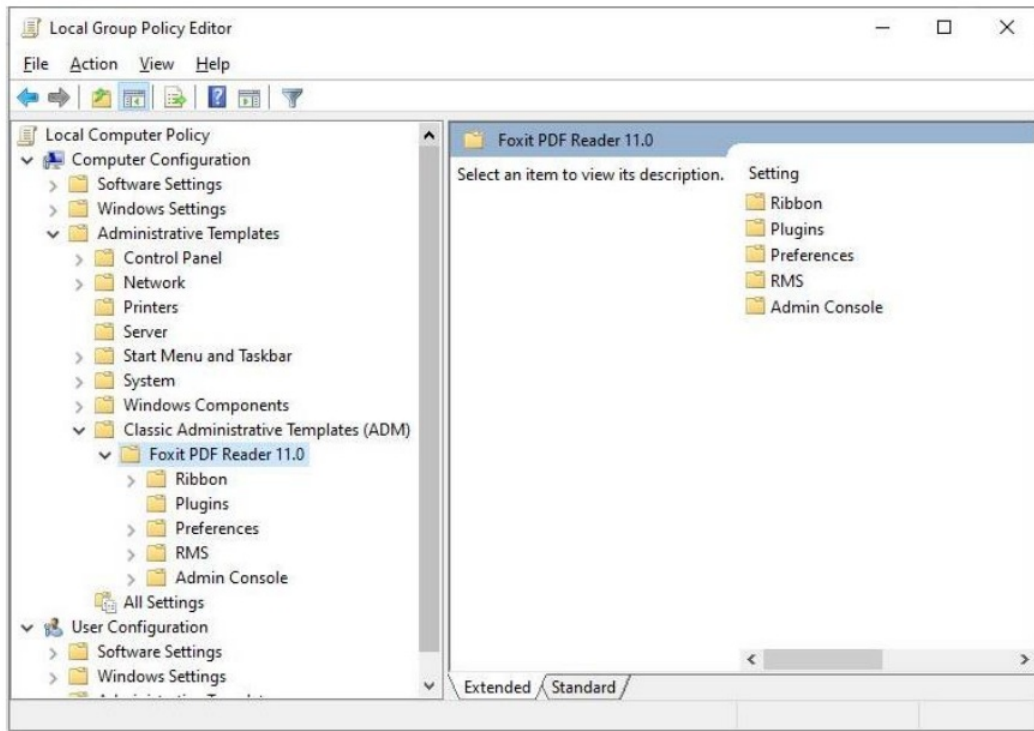 Local Group Policy Editor
File Action View Help
Local Computer Policy
Computer Configuration
Software Settings
Windows Settings
Administrative Templates
Control Panel
Network
Printers
Server
Start Menu and Taskbar
System
Windows Components
Classic Administrative Templates (ADM)
Foxit PDF Reader 11.0
Ribbon
Plugins
Preferences
RMS
Admin Console
All Settings
User Configuration
Software Settings
Windows Settings
Foxit PDF Reader 11.0
Select an item to view its description.
Setting
Ribbon
Plugins
Preferences
RMS
Admin Console
Extended Standard